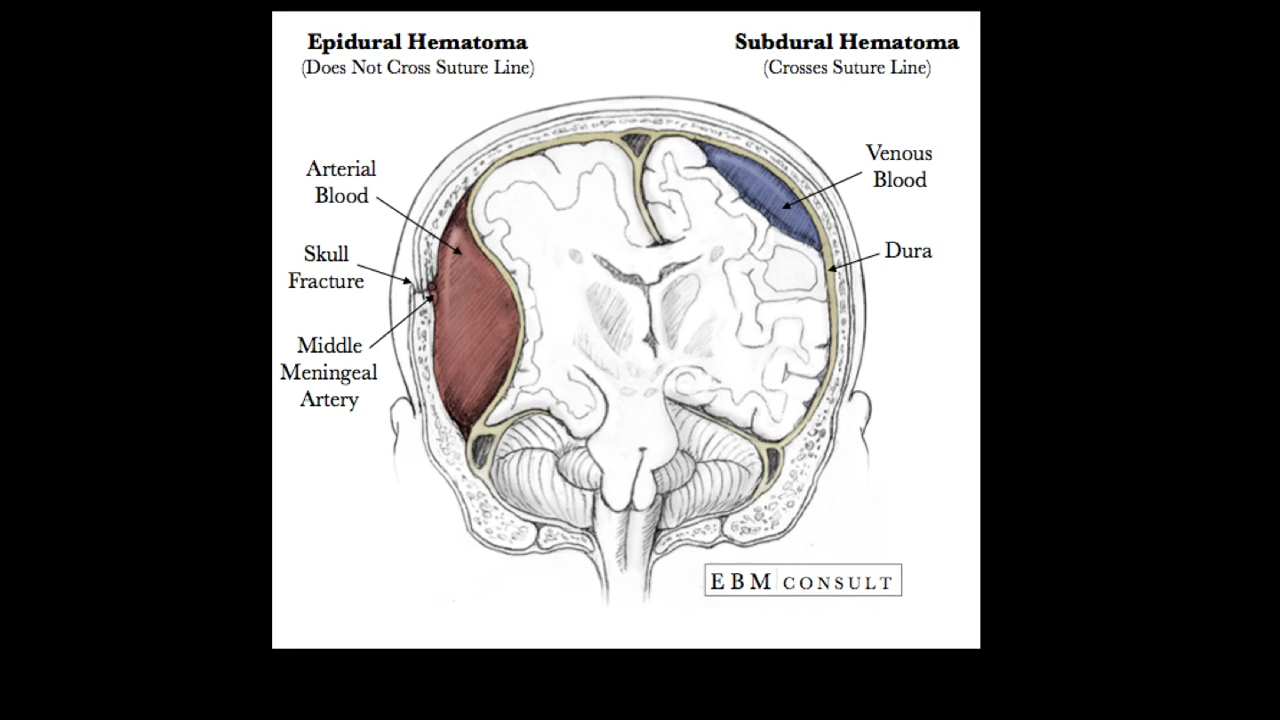 Epidural Hematoma
(Does Not Cross Suture Line)
Subdural Hematoma
(Crosses Suture Line)
Arterial
Blood
Skull
Fracture
Middle
Meningeal
Artery
Venous
Blood
Dura
EBM CONSULT